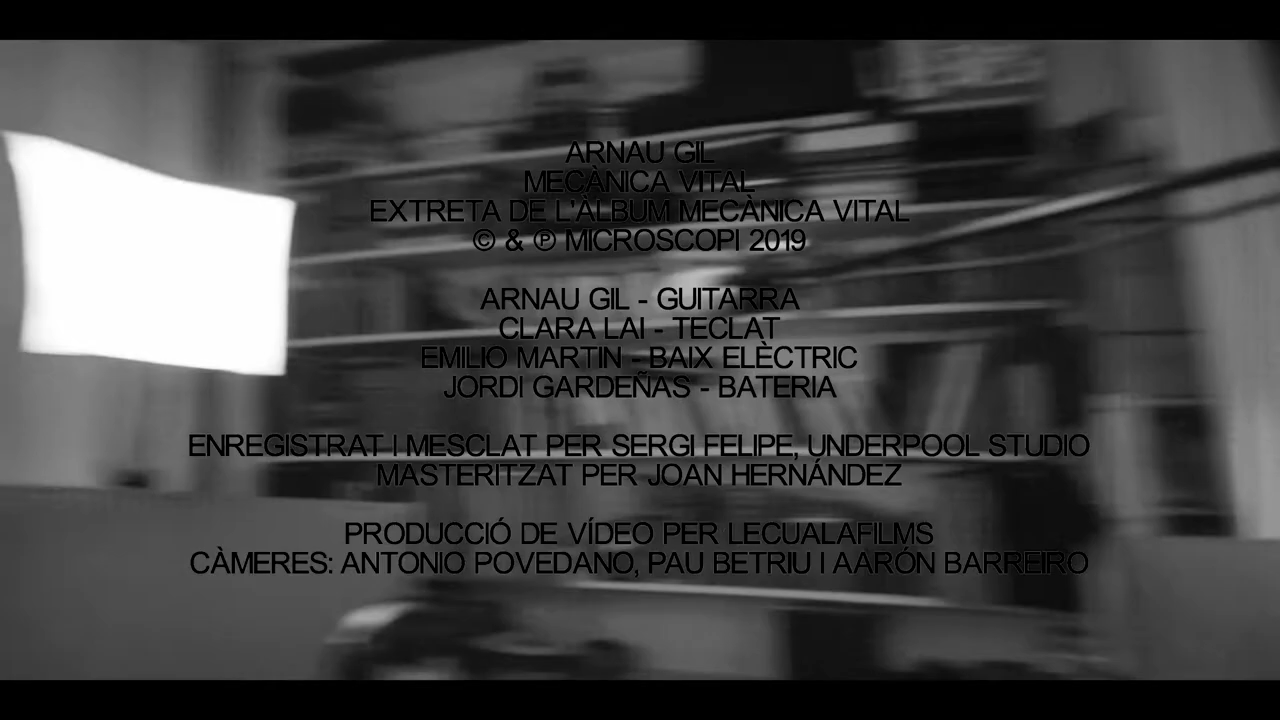 ARNAU GIL
MECÀNICA VITAL
EXTRETA DE L'ÀLBUM MECÀNICA VITAL
© & ℗ MICROSCOPI 2019
ARNAU GIL - GUITARRA
CLARA LAI - TECLAT
EMILIO MARTIN - BAIX ELÈCTRIC
JORDI GARDEÑAS - BATERIA
ENREGISTRAT I MESCLAT PER SERGI FELIPE, UNDERPOOL STUDIO
MASTERITZAT PER JOAN HERNÁNDEZ
PRODUCCIÓ DE VÍDEO PER LECUALAFILMS
CÀMERES: ANTONIO POVEDANO, PAU BETRIU I AARÓN BARREIRO